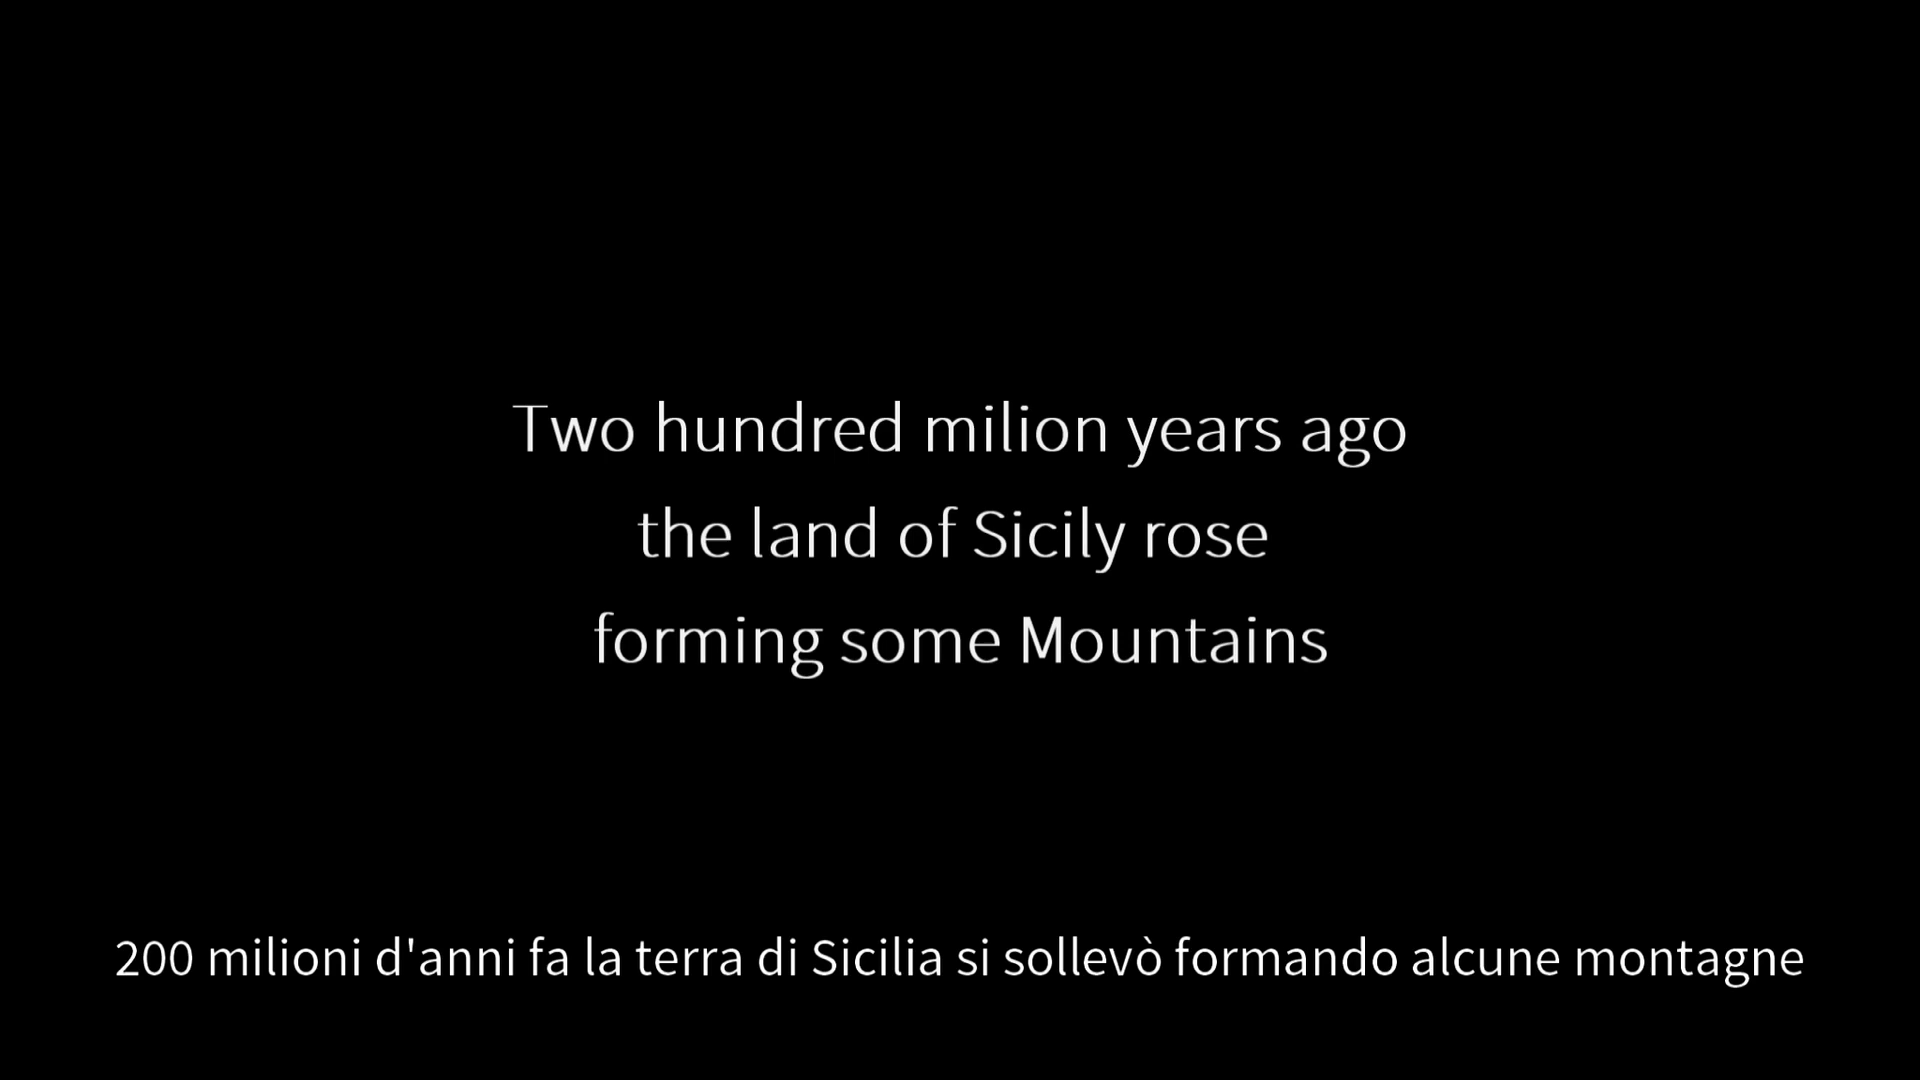 Two hundred milion years ago
the land of Sicily rose
forming some Mountains
200 milioni d'anni fa la terra di Sicilia si sollevò formando alcune montagne